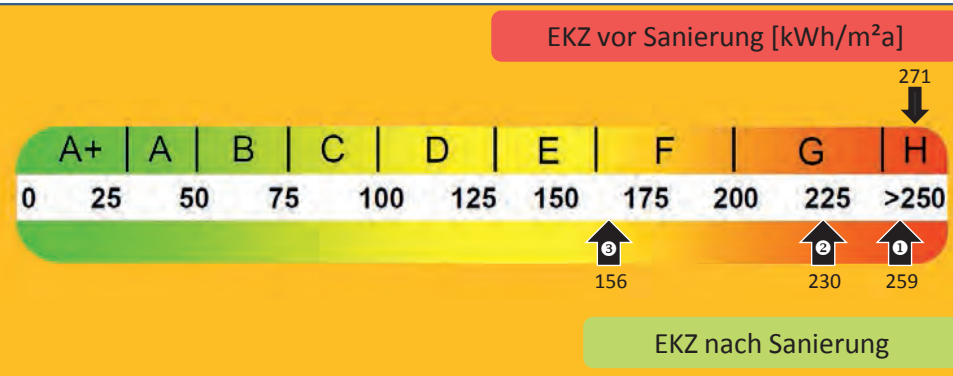 EKZ vor Sanierung [kWh/m²a]
271
A+ A B C D E F G H
0 25 50 75 100 125 150 175 200 225 >250
❸ ❷ ❶
156 230 259
EKZ nach Sanierung